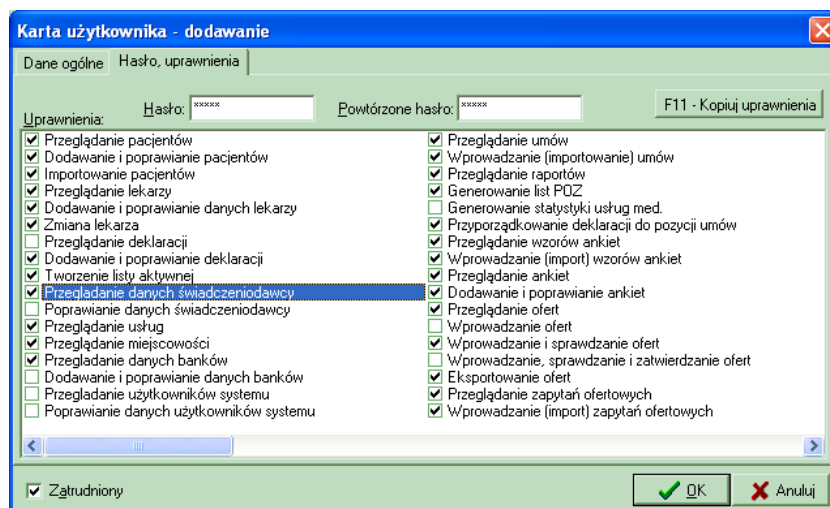 Karta użytkownika - dodawanie
Dane ogólne Hasło, uprawnienia
Hasło: ***** Powtórzone hasło: ***** F11 - Kopiuj uprawnienia
Uprawnienia:
Przeglądanie pacjentów
Dodawanie i poprawianie pacjentów
Importowanie pacjentów
Przeglądanie lekarzy
Dodawanie i poprawianie danych lekarzy
Zmiana lekarza
Przeglądanie deklaracji
Dodawanie i poprawianie deklaracji
Tworzenie listy aktywnej
Przegladanie danych świadczeniodawcy
Poprawianie danych świadczeniodawcy
Przeglądanie usług
Przeglądanie miejscowości
Przegladanie danych banków
Dodawanie i poprawianie danych banków
Przegladanie użytkowników systemu
Poprawianie danych użytkowników systemu
Przeglądanie umów
Wprowadzanie (importowanie) umów
Przeglądanie raportów
Generowanie list POZ
Generowanie statystyki usług med.
Przyporządkowanie deklaracji do pozycji umów
Przeglądanie wzorów ankiet
Wprowadzanie (import) wzorów ankiet
Przeglądanie ankiet
Dodawanie i poprawianie ankiet
Przeglądanie ofert
Wprowadzanie ofert
Wprowadzanie i sprawdzanie ofert
Wprowadzanie, sprawdzanie i zatwierdzanie ofert
Eksportowanie ofert
Przeglądanie zapytań ofertowych
Wprowadzanie (import) zapytań ofertowych
Zatrudniony OK Anuluj